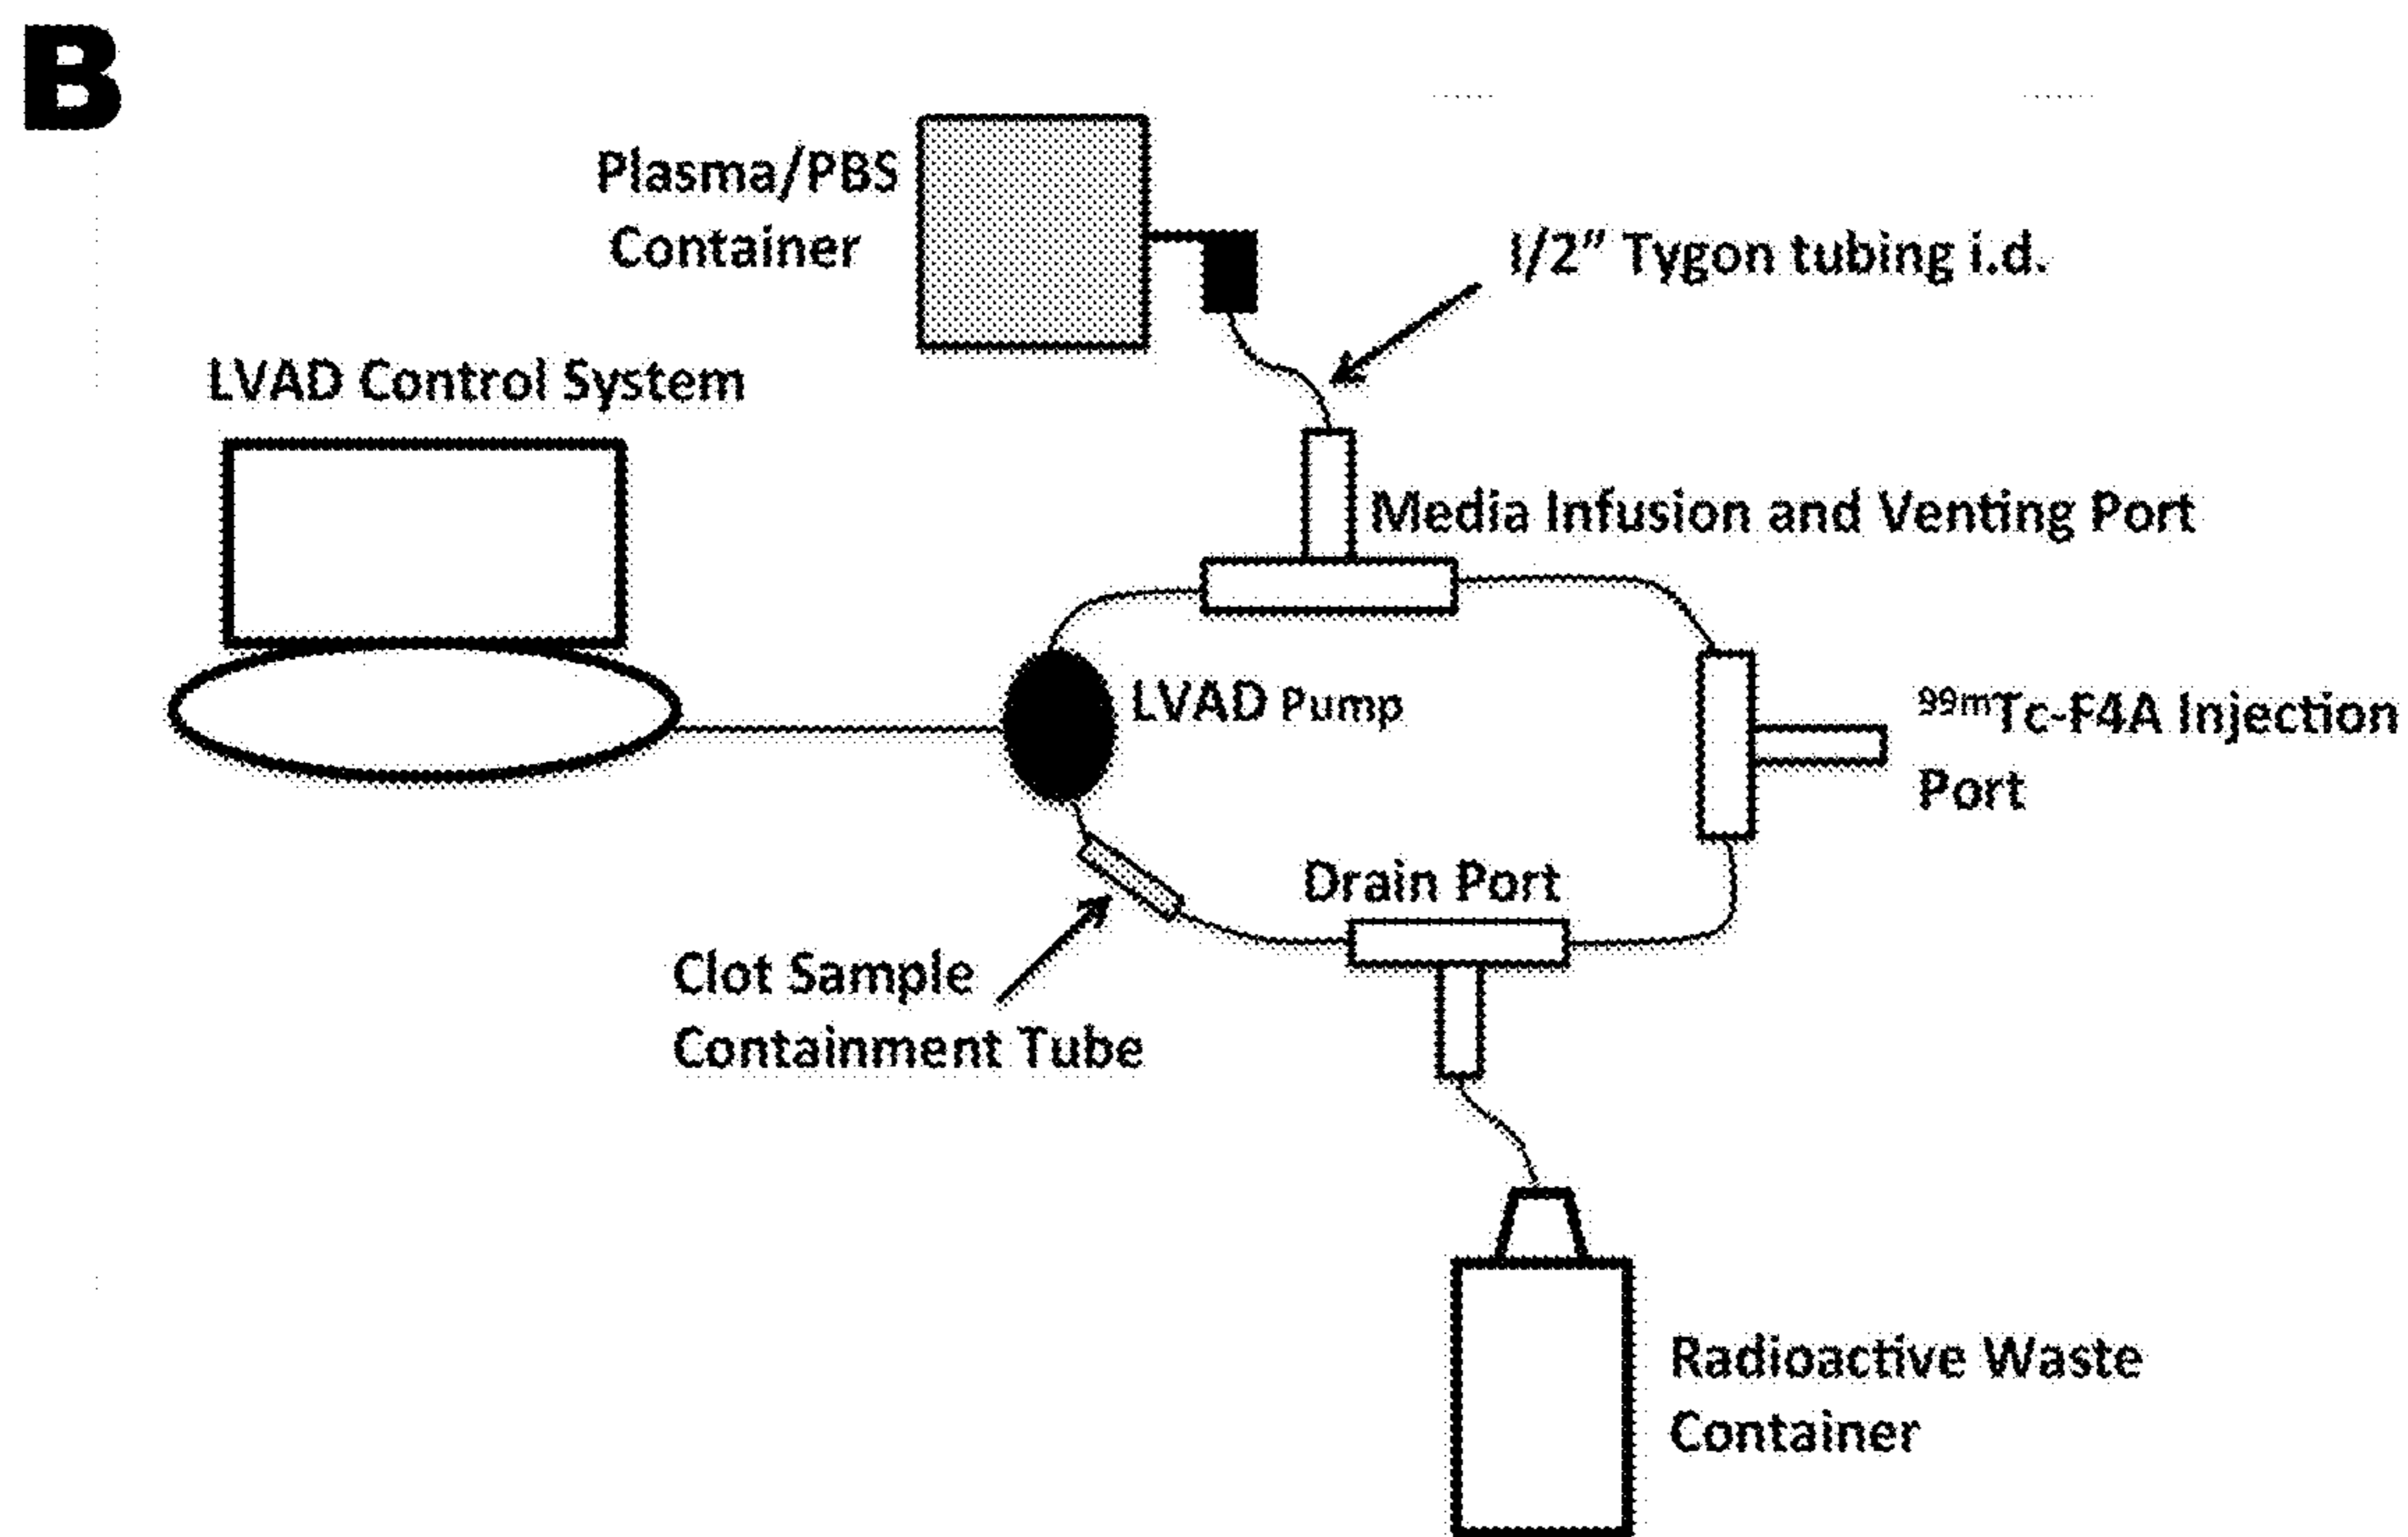 B
Plasma/PBS
Container
I/2” Tygon tubing i.d.
LVAD Control System
Media Infusion and Venting Port
LVAD Pump
⁹⁹ᵐTc-F4A Injection
Port
Drain Port
Clot Sample
Containment Tube
Radioactive Waste
Container